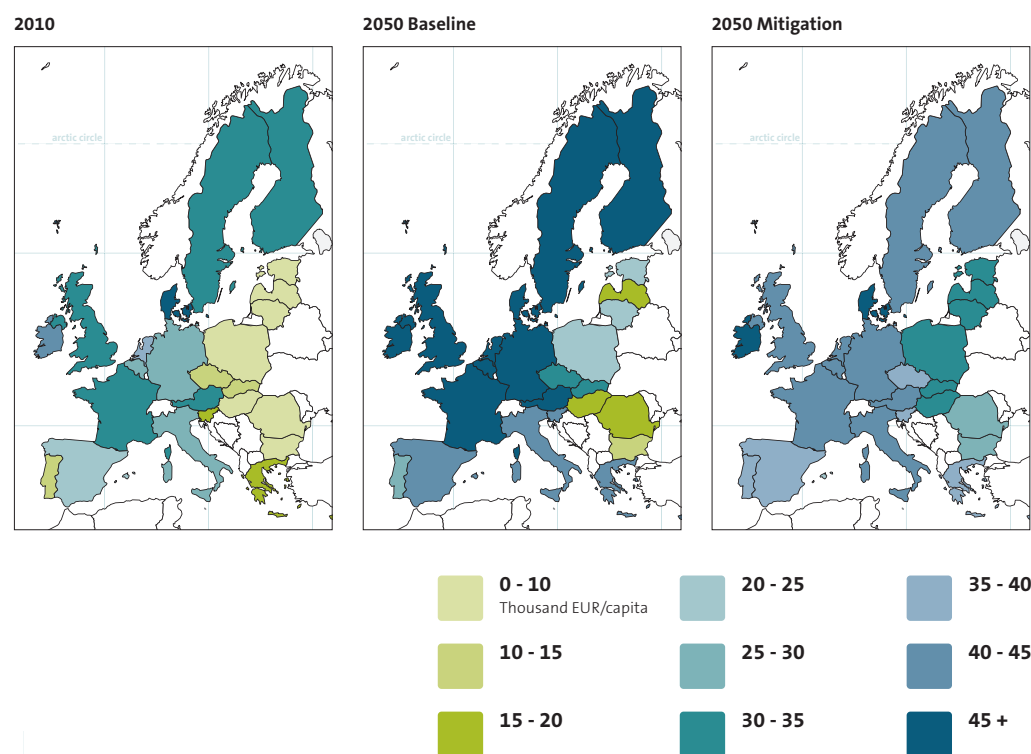 2010
2050 Baseline
2050 Mitigation
arctic circle
arctic circle
arctic circle
0 - 10
Thousand EUR/capita
20 - 25
35 - 40
10 - 15
25 - 30
40 - 45
15 - 20
30 - 35
45 +